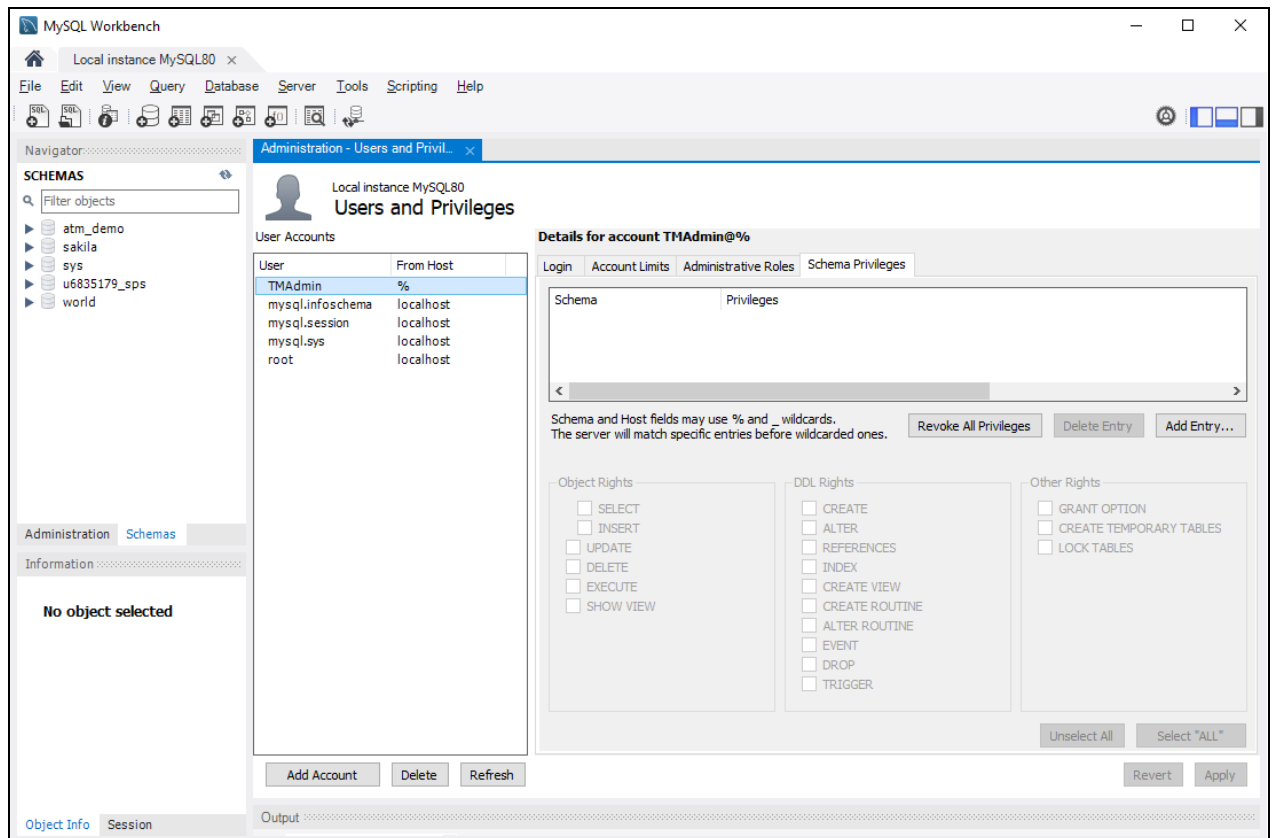 MySQL Workbench
Local instance MySQL80
File Edit View Query Database Server Tools Scripting Help
Navigator
SCHEMAS
Filter objects
atm_demo
sakila
sys
u6835179_sps
world
Administration Schemas
Information
No object selected
Object Info Session
Administration - Users and Privil...
Local instance MySQL80
Users and Privileges
User Accounts
User From Host
TMAdmin %
mysql.infoschema localhost
mysql.session localhost
mysql.sys localhost
root localhost
Add Account Delete Refresh
Details for account TMAdmin@%
Login Account Limits Administrative Roles Schema Privileges
Schema Privileges
Schema and Host fields may use % and _ wildcards.
The server will match specific entries before wildcarded ones.
Revoke All Privileges Delete Entry Add Entry...
Object Rights
SELECT
INSERT
UPDATE
DELETE
EXECUTE
SHOW VIEW
DDL Rights
CREATE
ALTER
REFERENCES
INDEX
CREATE VIEW
CREATE ROUTINE
ALTER ROUTINE
EVENT
DROP
TRIGGER
Other Rights
GRANT OPTION
CREATE TEMPORARY TABLES
LOCK TABLES
Unselect All Select "ALL"
Revert Apply
Output